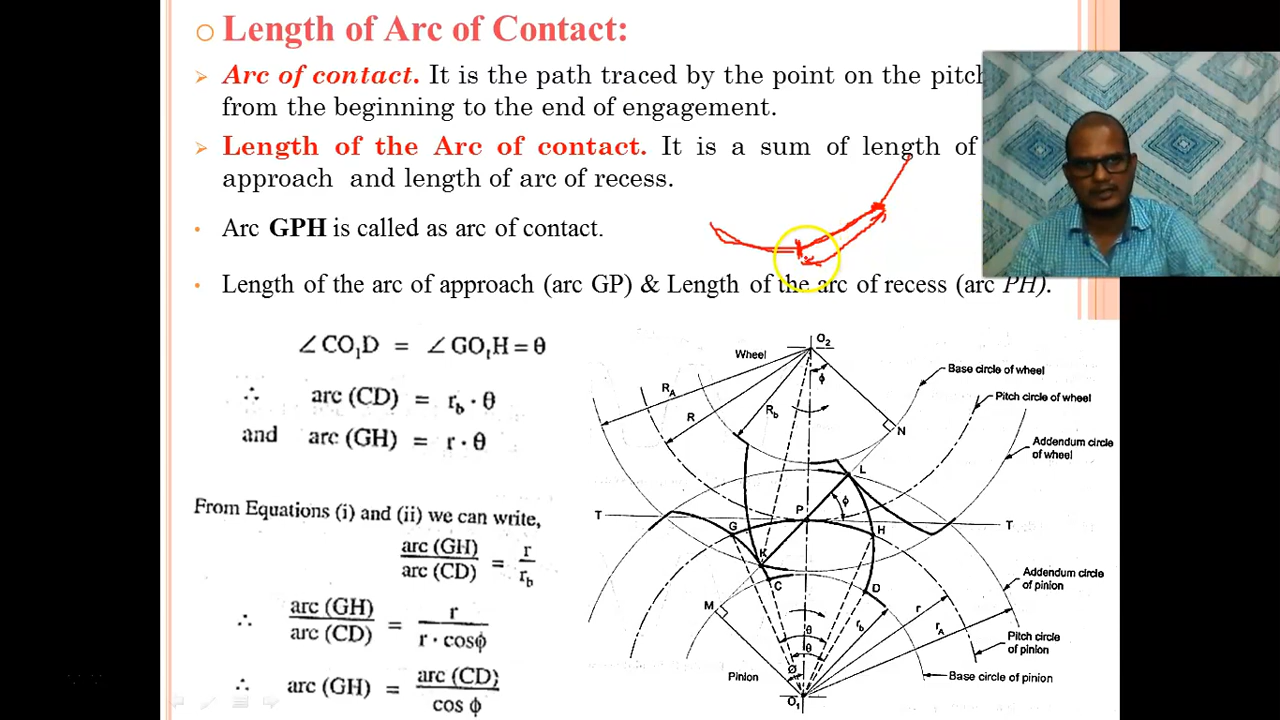 Length of Arc of Contact:
Arc of contact. It is the path traced by the point on the pitch
from the beginning to the end of engagement.
Length of the Arc of contact. It is a sum of length of
approach and length of arc of recess.
Arc GPH is called as arc of contact.
Length of the arc of approach (arc GP) & Length of the arc of recess (arc PH).
∠CO₁D = ∠GO₁H = θ
∴ arc (CD) = r_b · θ
and arc (GH) = r · θ
From Equations (i) and (ii) we can write,
arc (GH) / arc (CD) = r / r_b
∴ arc (GH) / arc (CD) = r / r · cosϕ
∴ arc (GH) = arc (CD) / cos ϕ
O₂
Wheel
ϕ
Base circle of wheel
R_A
Pitch circle of wheel
R
R_b
N
Addendum circle
of wheel
L
ϕ
P
T
T
G
H
K
C
D
Addendum circle
of pinion
M
r_b
r
r_A
θ
θ
Pitch circle
of pinion
Ø
Pinion
Base circle of pinion
O₁